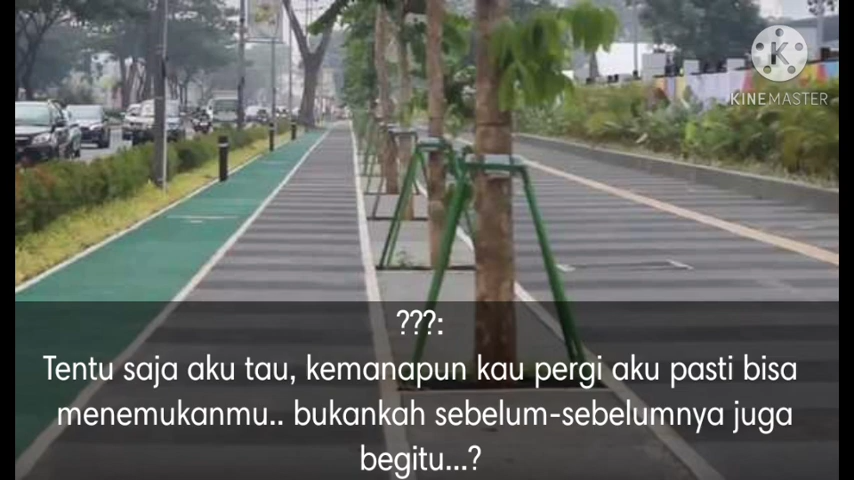 K
KINEMASTER
???:
Tentu saja aku tau, kemanapun kau pergi aku pasti bisa
menemukanmu.. bukankah sebelum-sebelumnya juga
begitu...?